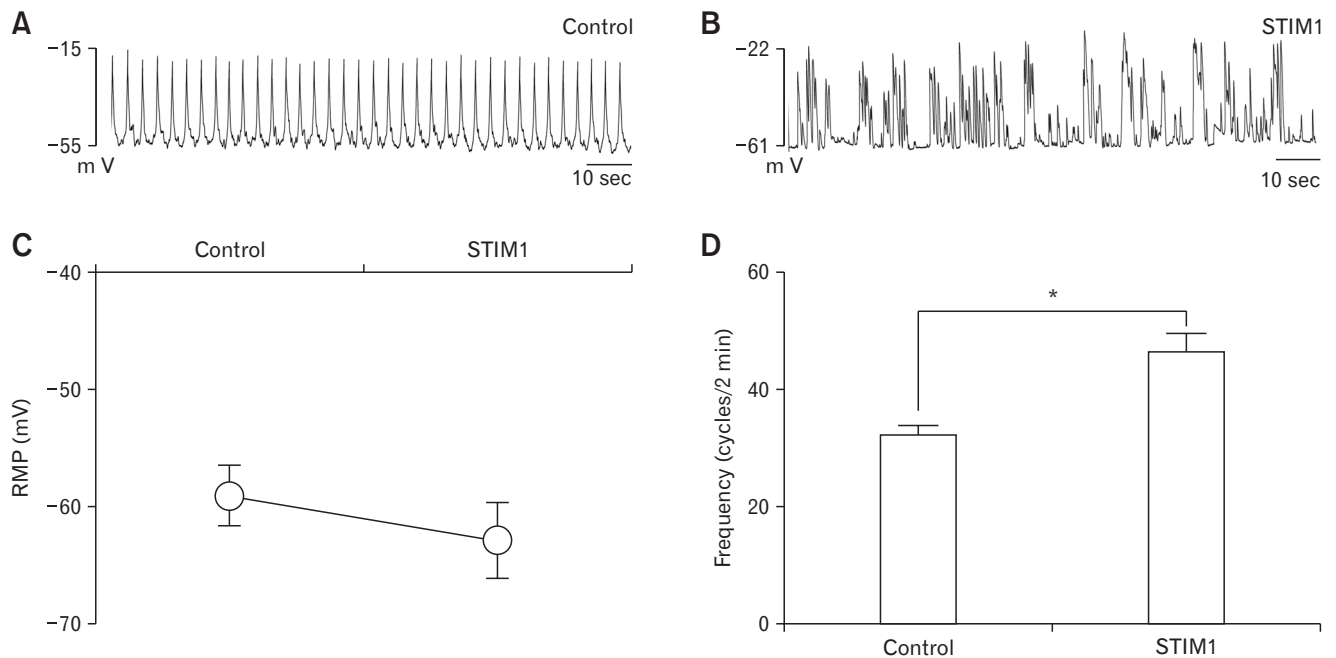 A
Control
−15
−55
m V
10 sec
B
STIM1
−22
−61
m V
10 sec
C
Control
STIM1
−40
−50
−60
−70
RMP (mV)
D
60
40
20
0
Frequency (cycles/2 min)
*
Control
STIM1